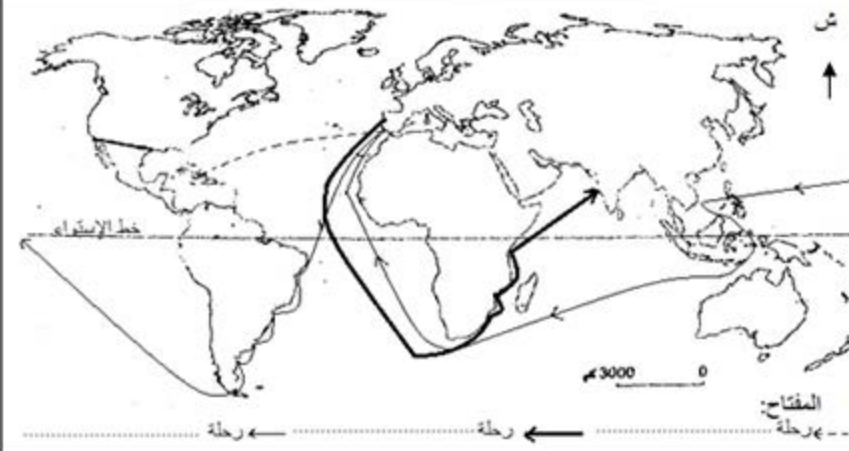 ش
خط الإستواء
3000 كم 0
المفتاح:
رحلة ........................ رحلة ........................ رحلة ........................